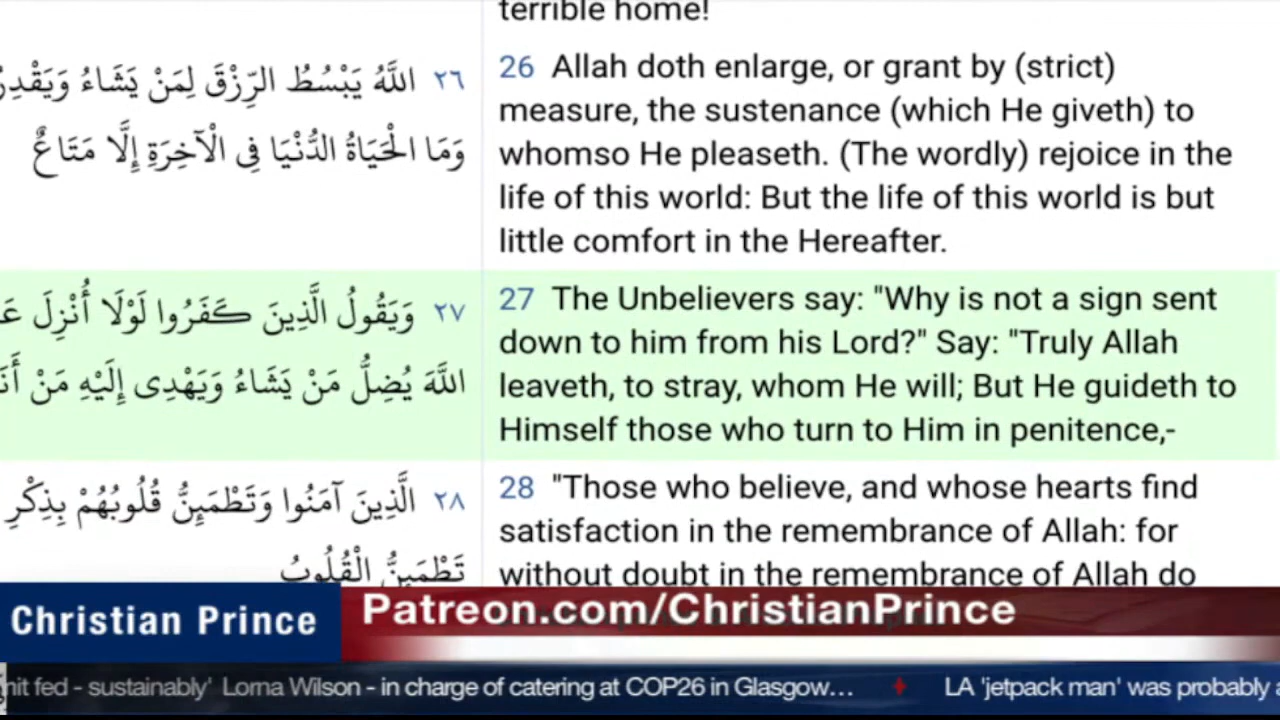 terrible home!
٢٦ اللَّهُ يَبْسُطُ الرِّزْقَ لِمَنْ يَشَاءُ وَيَقْدِرُ
وَمَا الْحَيَاةُ الدُّنْيَا فِي الْآخِرَةِ إِلَّا مَتَاعٌ
26 Allah doth enlarge, or grant by (strict)
measure, the sustenance (which He giveth) to
whomso He pleaseth. (The wordly) rejoice in the
life of this world: But the life of this world is but
little comfort in the Hereafter.
٢٧ وَيَقُولُ الَّذِينَ كَفَرُوا لَوْلَا أُنْزِلَ
اللَّهَ يُضِلُّ مَنْ يَشَاءُ وَيَهْدِي إِلَيْهِ مَنْ
27 The Unbelievers say: "Why is not a sign sent
down to him from his Lord?" Say: "Truly Allah
leaveth, to stray, whom He will; But He guideth to
Himself those who turn to Him in penitence,-
٢٨ الَّذِينَ آمَنُوا وَتَطْمَئِنُّ قُلُوبُهُمْ بِذِكْرِ
تَطْمَئِنُّ الْقُلُوبُ
28 "Those who believe, and whose hearts find
satisfaction in the remembrance of Allah: for
without doubt in the remembrance of Allah do
Christian Prince
Patreon.com/ChristianPrince
fed - sustainably' Lorna Wilson - in charge of catering at COP26 in Glasgow... LA 'jetpack man' was probably